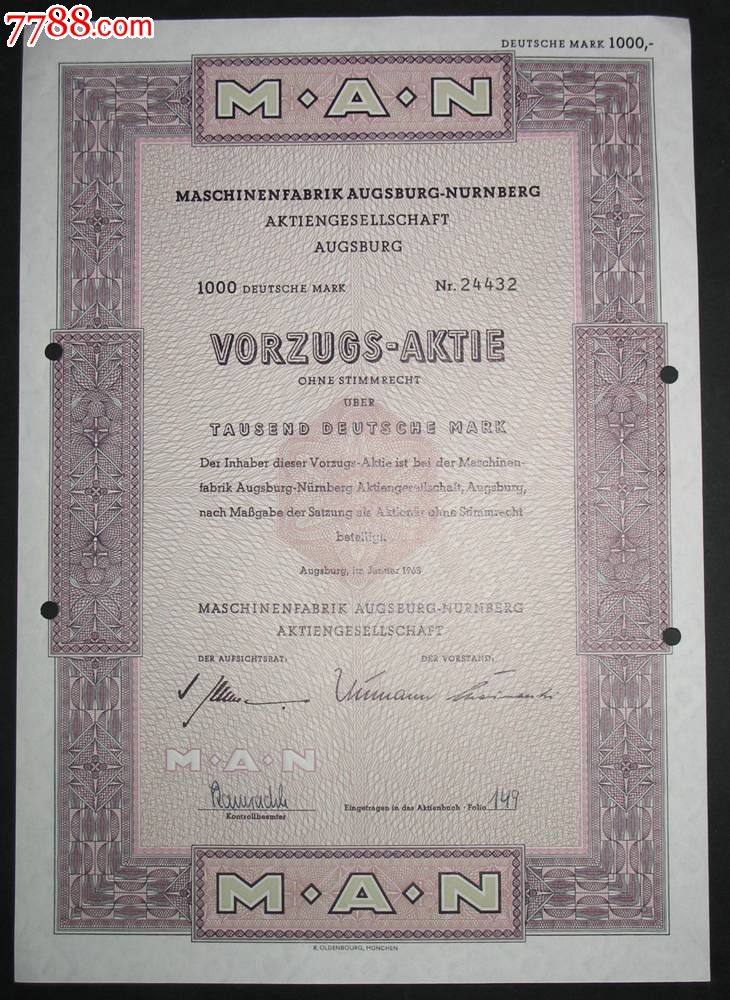 7788.com
DEUTSCHE MARK 1000,-
M·A·N
MASCHINENFABRIK AUGSBURG-NÜRNBERG
AKTIENGESELLSCHAFT
AUGSBURG
1000 DEUTSCHE MARK Nr. 24432
VORZUGS-AKTIE
OHNE STIMMRECHT
ÜBER
TAUSEND DEUTSCHE MARK
Der Inhaber dieser Vorzugs-Aktie ist bei der Maschinen-
fabrik Augsburg-Nürnberg Aktiengesellschaft, Augsburg,
nach Maßgabe der Satzung als Aktionär ohne Stimmrecht
beteiligt.
Augsburg, im Januar 1963
MASCHINENFABRIK AUGSBURG-NÜRNBERG
AKTIENGESELLSCHAFT
DER AUFSICHTSRAT: DER VORSTAND:
M·A·N
Kontrollbeamter
Eingetragen in das Aktienbuch · Folio 149
M·A·N
R. OLDENBOURG, MÜNCHEN